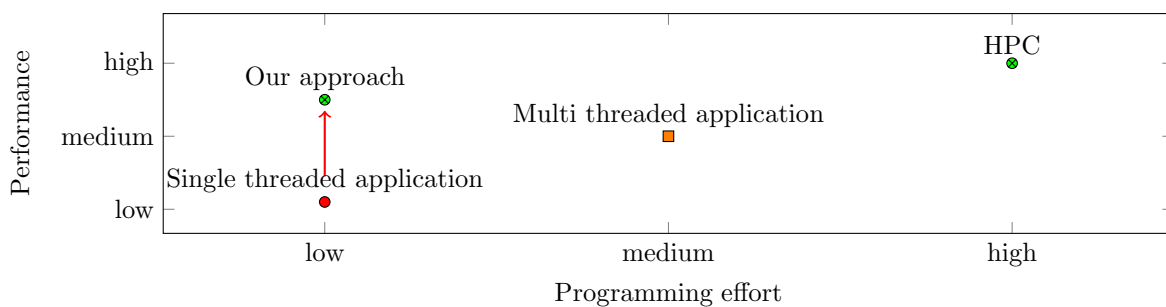 HPC
high
Our approach
Multi threaded application
medium
Single threaded application
low
Performance
low
medium
high
Programming effort